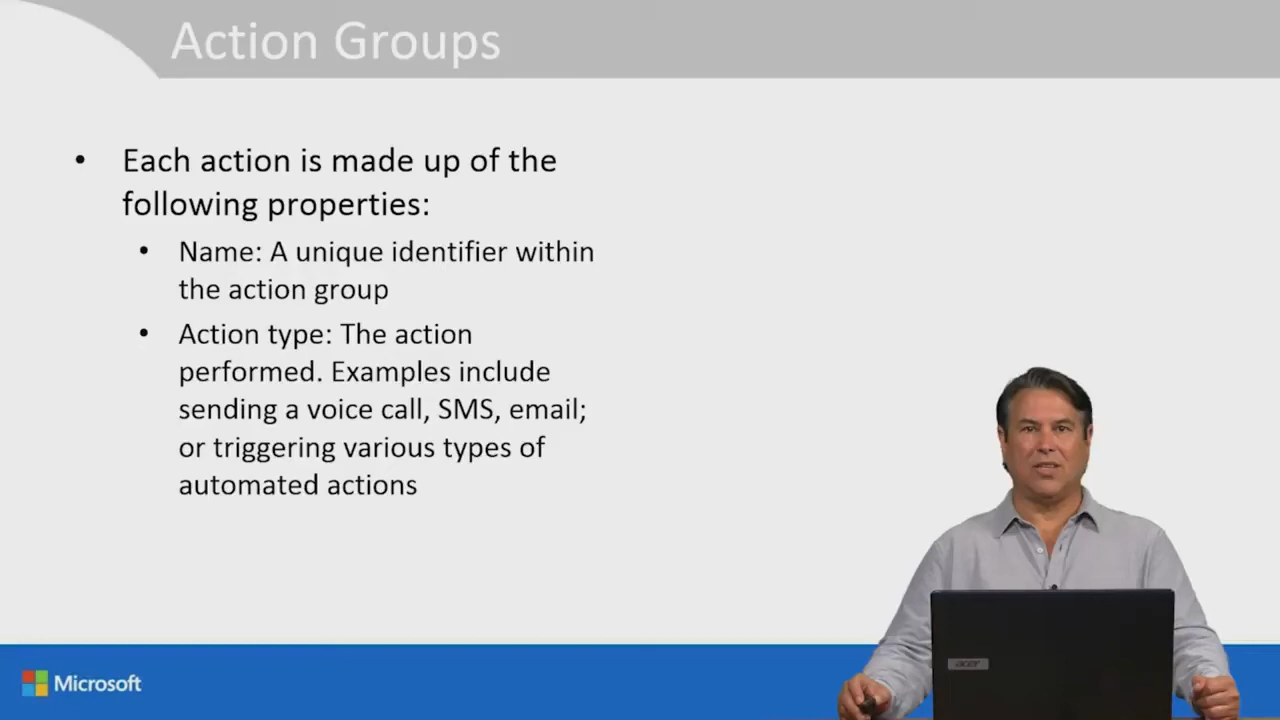 Action Groups
• Each action is made up of the
following properties:
• Name: A unique identifier within
the action group
• Action type: The action
performed. Examples include
sending a voice call, SMS, email;
or triggering various types of
automated actions
acer
Microsoft